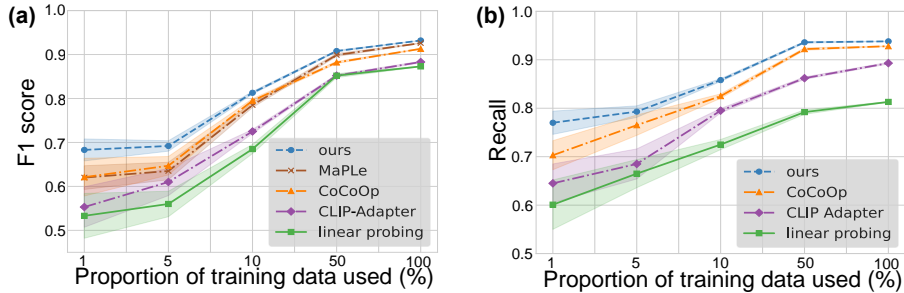 (a)
1.0
0.9
0.8
0.7
0.6
0.5
F1 score
ours
MaPLe
CoCoOp
CLIP-Adapter
linear probing
1 5 10 50 100
Proportion of training data used (%)
(b)
1.0
0.9
0.8
0.7
0.6
0.5
Recall
ours
CoCoOp
CLIP Adapter
linear probing
1 5 10 50 100
Proportion of training data used (%)